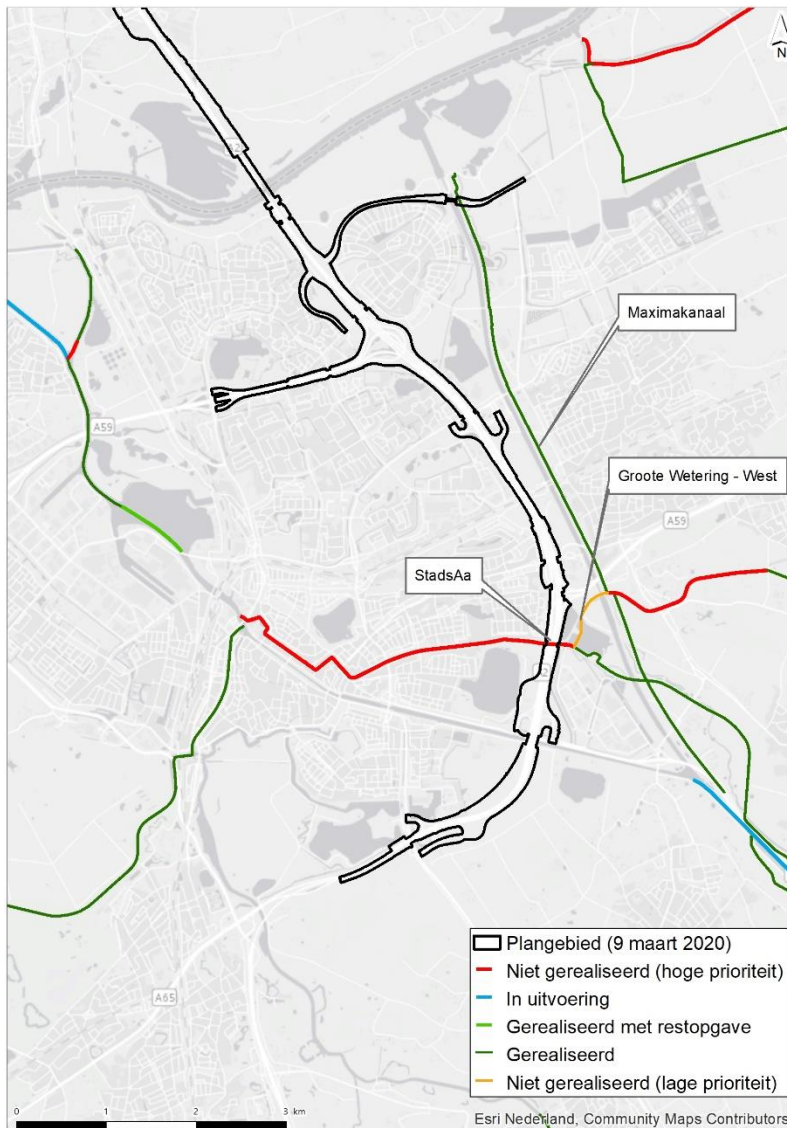 N
Maximakanaal
Groote Wetering - West
A59
A59
StadsAa
A65
Plangebied (9 maart 2020)
Niet gerealiseerd (hoge prioriteit)
In uitvoering
Gerealiseerd met restopgave
Gerealiseerd
Niet gerealiseerd (lage prioriteit)
0 1 2 3 km
Esri Nederland, Community Maps Contributors